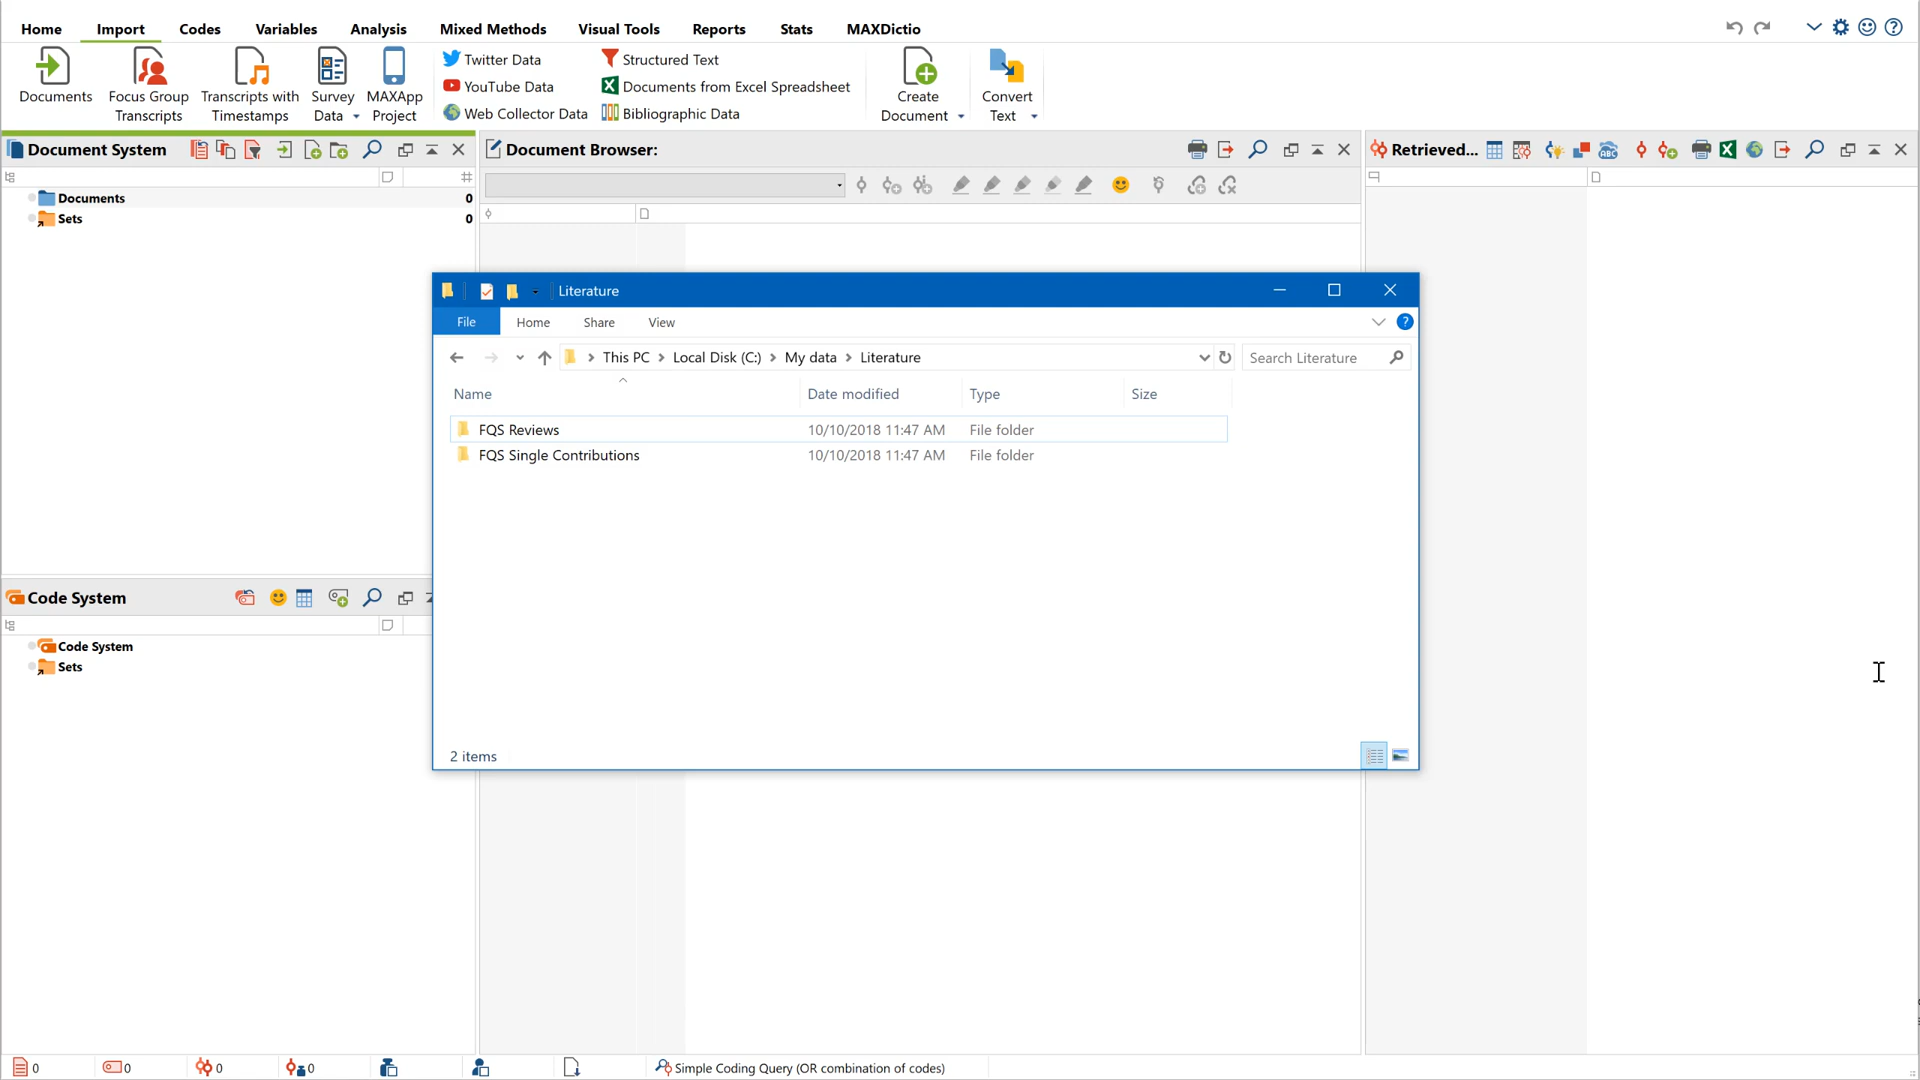 Home Import Codes Variables Analysis Mixed Methods Visual Tools Reports Stats MAXDictio
Documents
Focus Group
Transcripts
Transcripts with
Timestamps
Survey
Data
MAXApp
Project
Twitter Data
YouTube Data
Web Collector Data
Structured Text
Documents from Excel Spreadsheet
Bibliographic Data
Create
Document
Convert
Text
Document System
Documents 0
Sets 0
Document Browser:
Retrieved...
Literature
File Home Share View
This PC > Local Disk (C:) > My data > Literature
Search Literature
Name Date modified Type Size
FQS Reviews 10/10/2018 11:47 AM File folder
FQS Single Contributions 10/10/2018 11:47 AM File folder
2 items
Code System
Code System
Sets
0 0 0 0 Simple Coding Query (OR combination of codes)